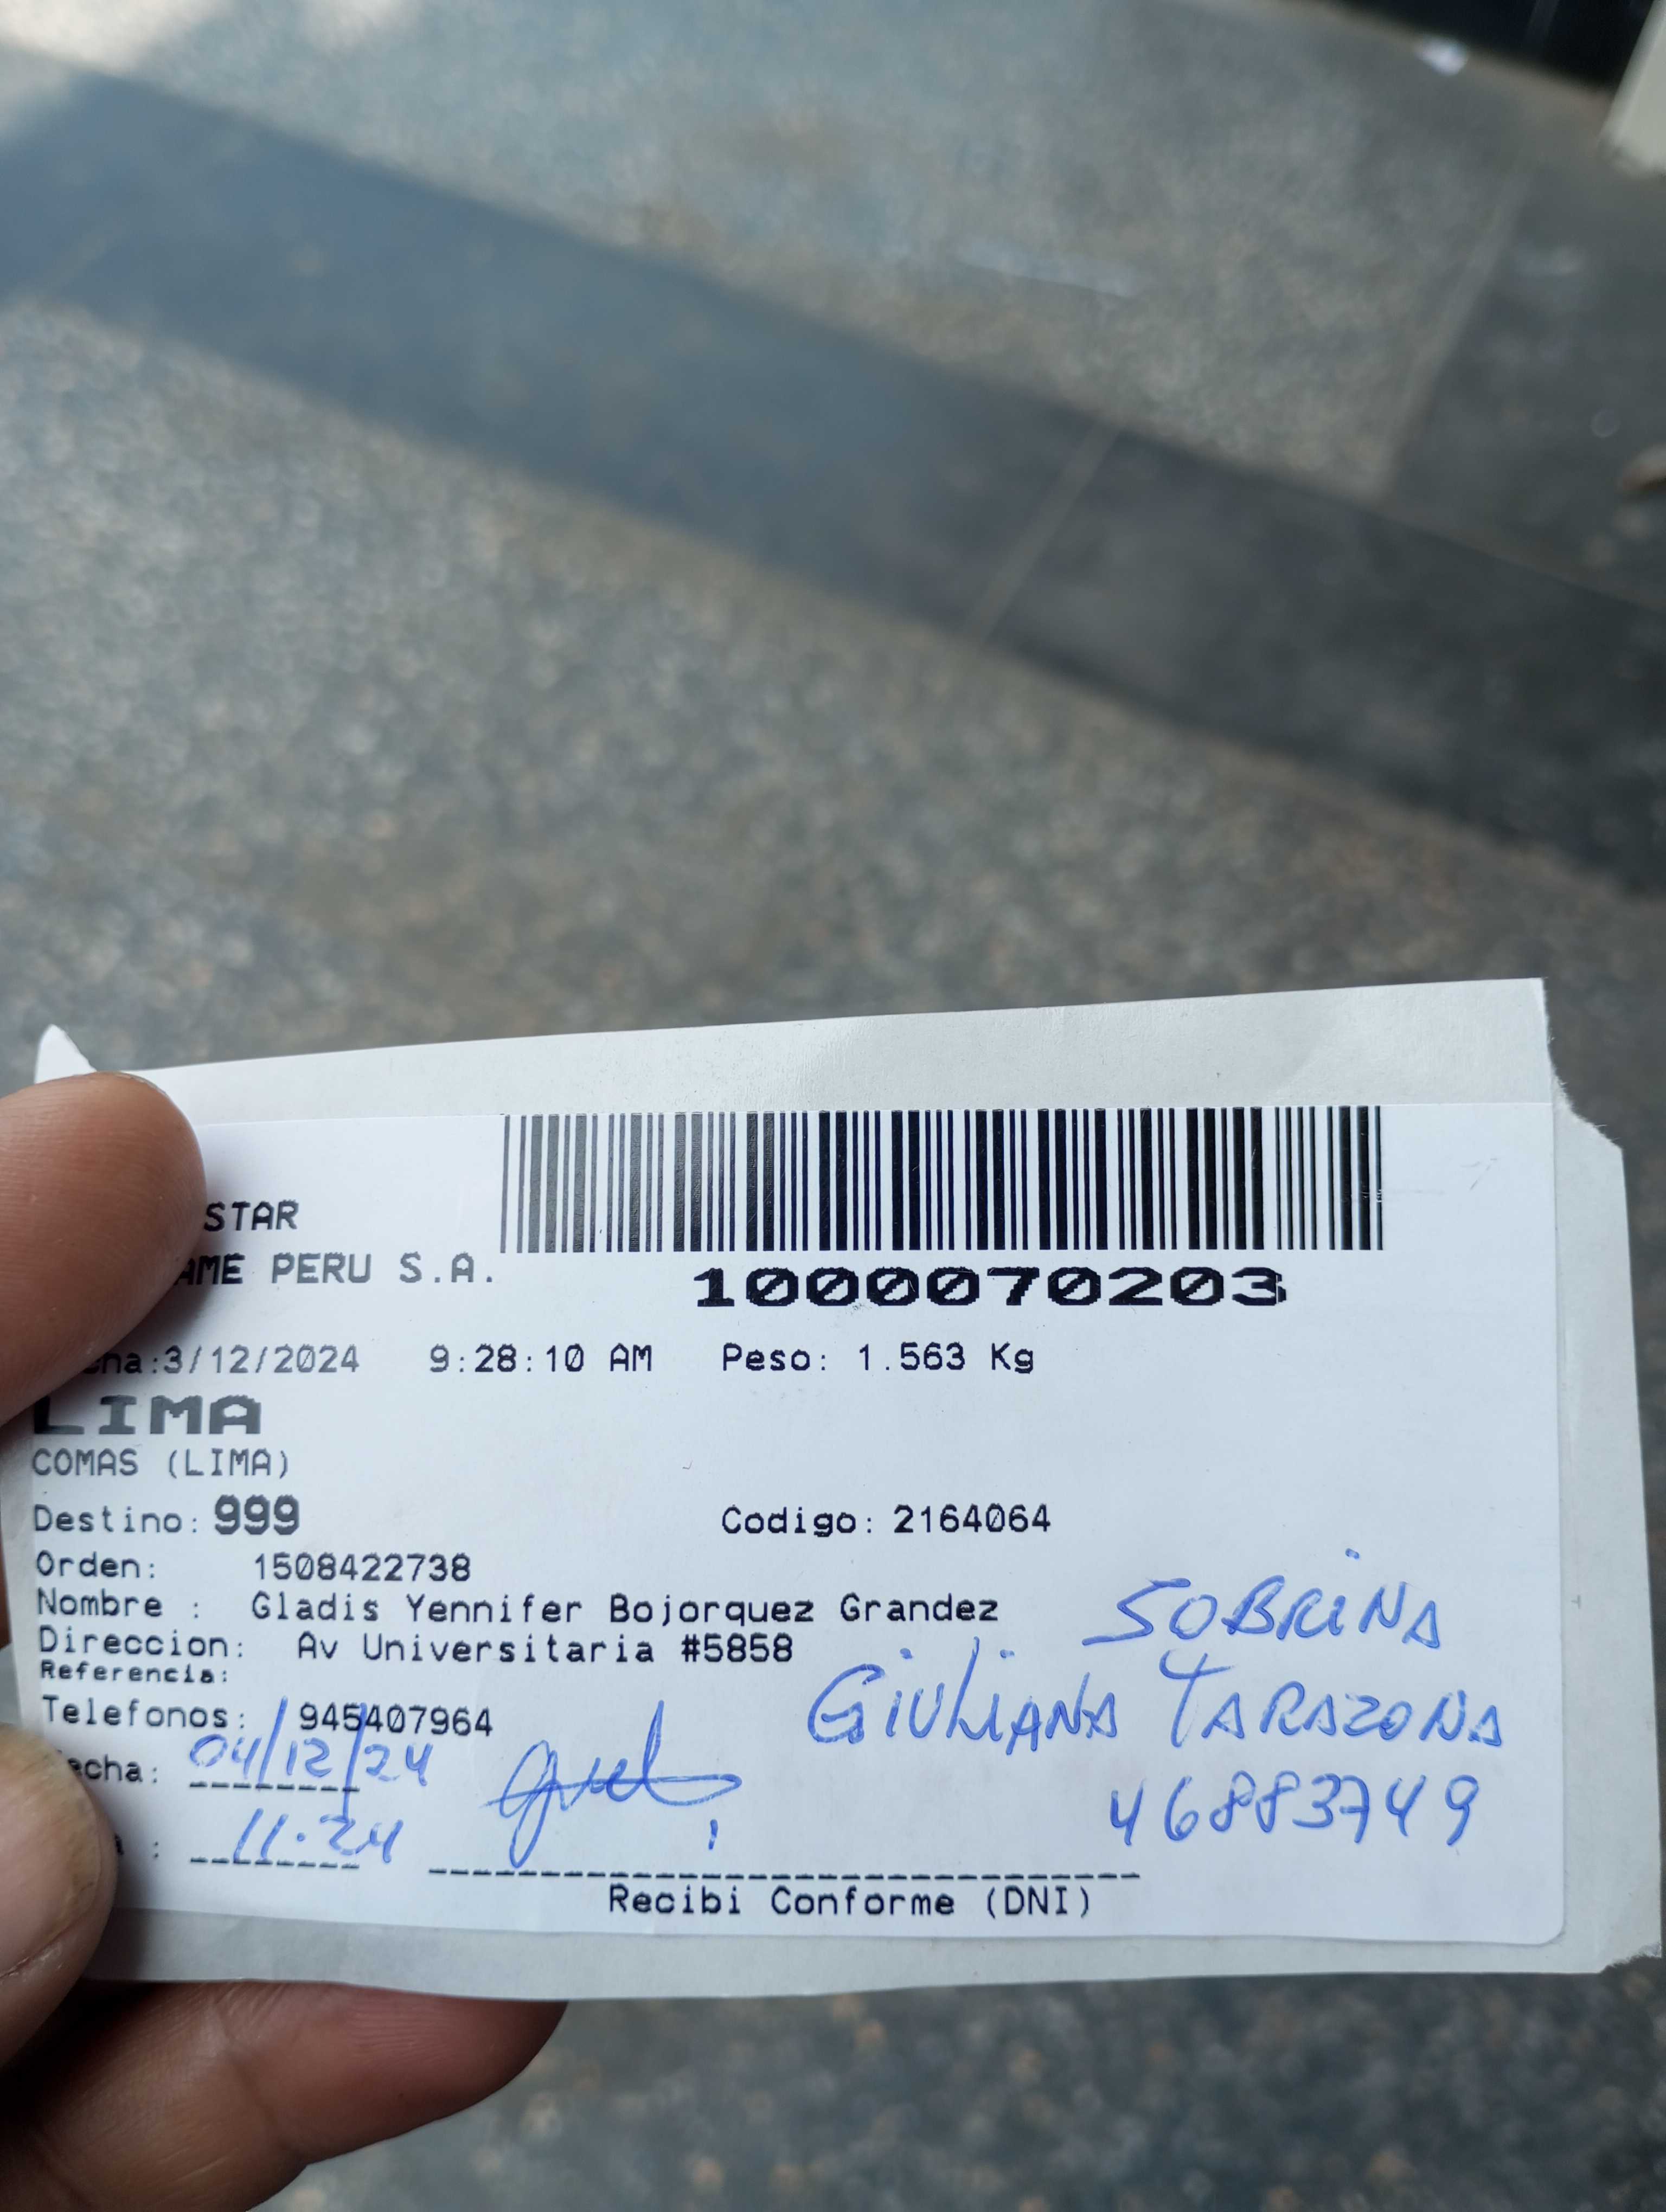 STAR
AME PERU S.A.
1000070203
ha:3/12/2024 9:28:10 AM Peso: 1.563 Kg
LIMA
COMAS (LIMA)
Destino: 999 Codigo: 2164064
Orden: 1508422738
Nombre : Gladis Yennifer Bojorquez Grandez
SOBRINA
Direccion: Av Universitaria #5858
Referencia:
GIULIANA TARAZONA
Telefonos: 945407964
echa: 04/12/24
46883749
a : 11.24
Recibi Conforme (DNI)